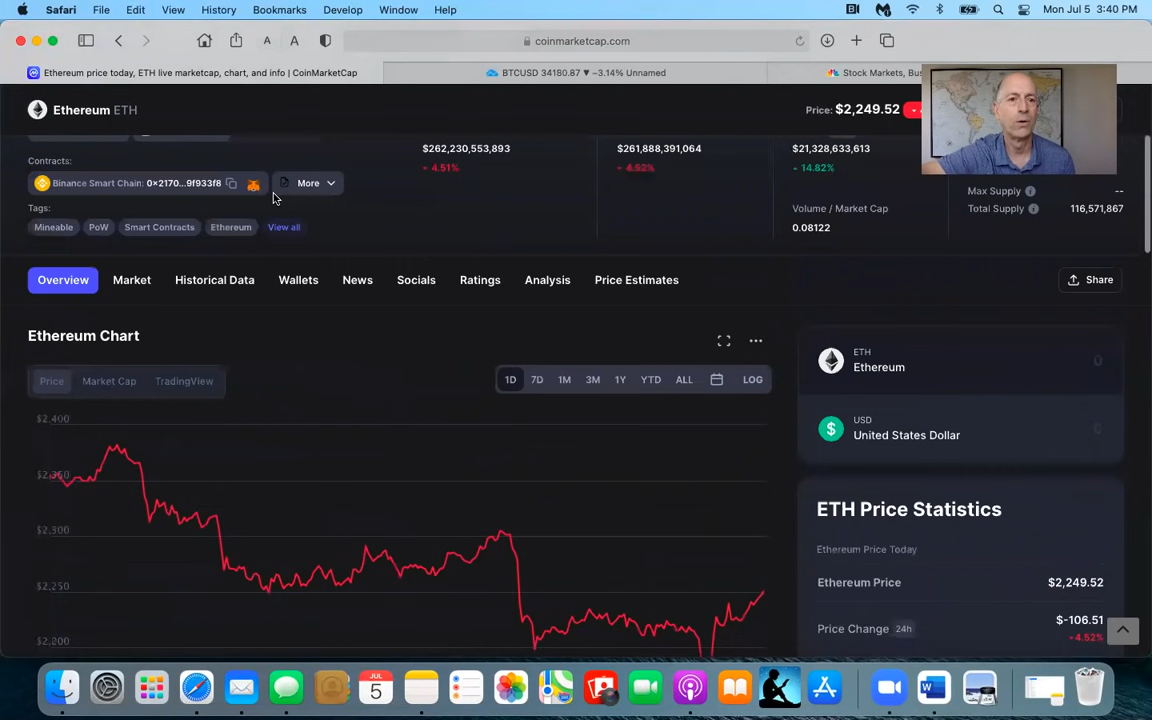 Safari File Edit View History Bookmarks Develop Window Help Mon Jul 5 3:40 PM
A A coinmarketcap.com
Ethereum price today, ETH live marketcap, chart, and info | CoinMarketCap BTCUSD 34180.87 ▼ −3.14% Unnamed Stock Markets, Bus
Ethereum ETH Price: $2,249.52
Contracts: $262,230,553,893 $261,888,391,064 $21,328,633,613
4.51% 4.52% 14.82%
Binance Smart Chain: 0x2170...9f933f8 More Max Supply --
Tags: Volume / Market Cap Total Supply 116,571,867
Mineable PoW Smart Contracts Ethereum View all 0.08122
Overview Market Historical Data Wallets News Socials Ratings Analysis Price Estimates Share
Ethereum Chart
ETH
Ethereum
Price Market Cap TradingView 1D 7D 1M 3M 1Y YTD ALL LOG
$2,400
USD
United States Dollar
$2,350
ETH Price Statistics
$2,300
Ethereum Price Today
Ethereum Price $2,249.52
$2,250
Price Change 24h $-106.51
4.52%
$2,200
JUL
5